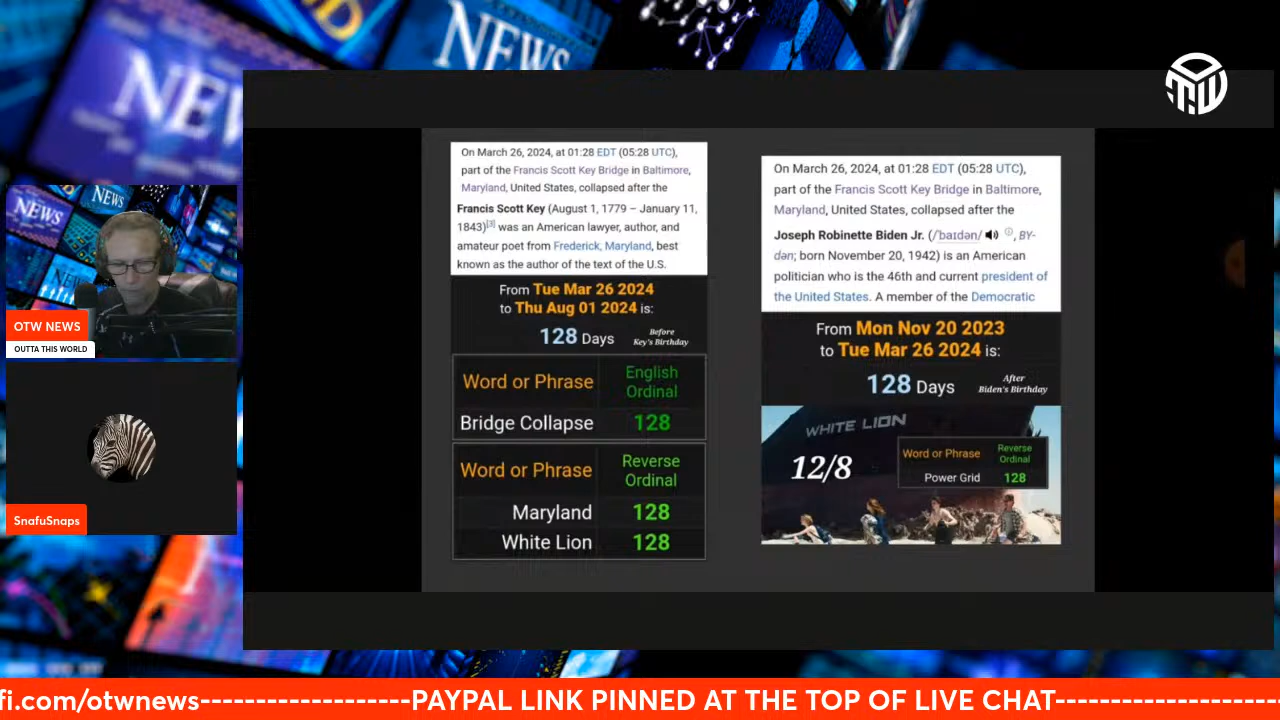 NEWS
NEWS
NEWS
NEWS
OTW NEWS
OUTTA THIS WORLD
SnafuSnaps
On March 26, 2024, at 01:28 EDT (05:28 UTC),
part of the Francis Scott Key Bridge in Baltimore,
Maryland, United States, collapsed after the
Francis Scott Key (August 1, 1779 – January 11,
1843)[3] was an American lawyer, author, and
amateur poet from Frederick, Maryland, best
known as the author of the text of the U.S.
From Tue Mar 26 2024
to Thu Aug 01 2024 is:
128 Days
Before
Key's Birthday
Word or Phrase English Ordinal
Bridge Collapse 128
Word or Phrase Reverse Ordinal
Maryland 128
White Lion 128
On March 26, 2024, at 01:28 EDT (05:28 UTC),
part of the Francis Scott Key Bridge in Baltimore,
Maryland, United States, collapsed after the
Joseph Robinette Biden Jr. (/ˈbaɪdən/ , BY-
dən; born November 20, 1942) is an American
politician who is the 46th and current president of
the United States. A member of the Democratic
From Mon Nov 20 2023
to Tue Mar 26 2024 is:
128 Days
After
Biden's Birthday
WHITE LION
12/8
Word or Phrase Reverse Ordinal
Power Grid 128
TW
fi.com/otwnews------------------PAYPAL LINK PINNED AT THE TOP OF LIVE CHAT-------------------